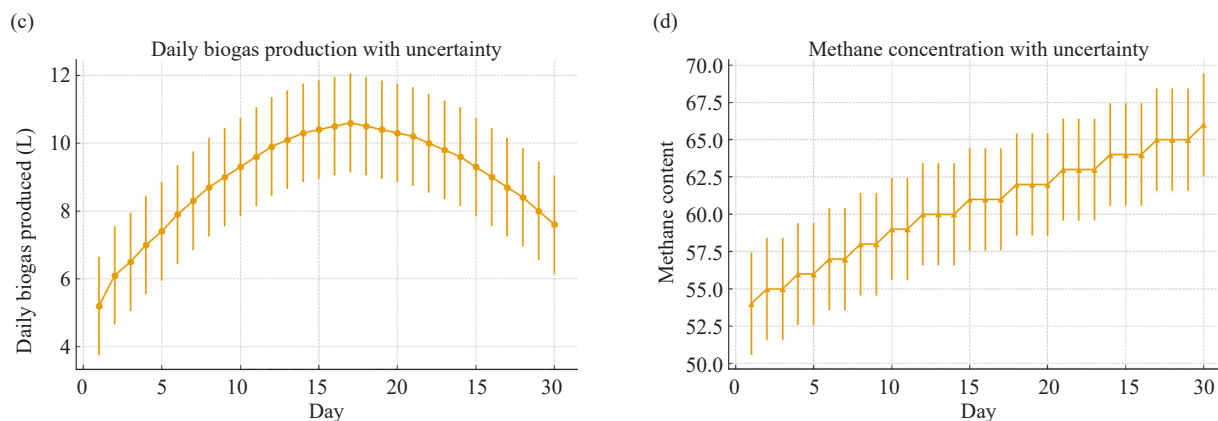 (c)
Daily biogas production with uncertainty
Daily biogas produced (L)
12
10
8
6
4
0 5 10 15 20 15 30
Day
(d)
Methane concentration with uncertainty
Methane content
70.0
67.5
65.0
62.5
60.0
57.5
55.0
52.5
50.0
0 5 10 15 20 15 30
Day